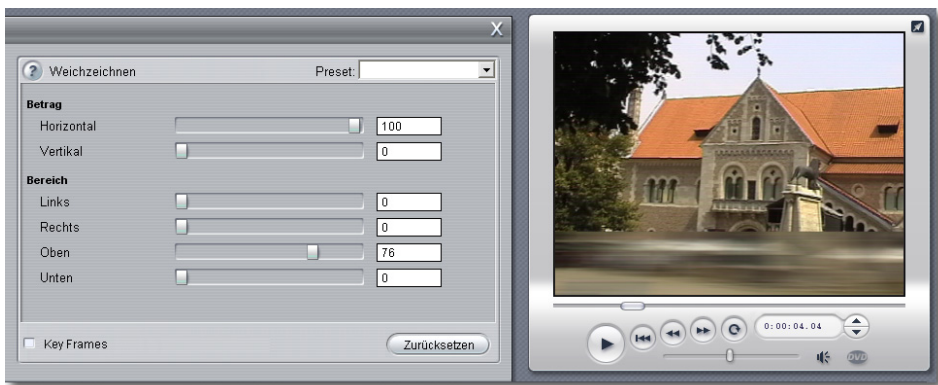 X
? Weichzeichnen Preset:
Betrag
Horizontal 100
Vertikal 0
Bereich
Links 0
Rechts 0
Oben 76
Unten 0
Key Frames Zurücksetzen
0:00:04.04
DVD